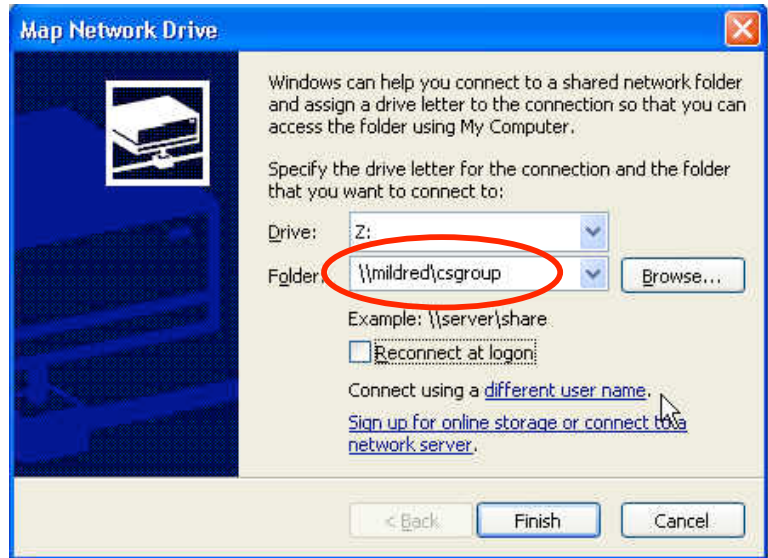 Map Network Drive
Windows can help you connect to a shared network folder
and assign a drive letter to the connection so that you can
access the folder using My Computer.
Specify the drive letter for the connection and the folder
that you want to connect to:
Drive: Z:
Folder: \\mildred\csgroup Browse...
Example: \\server\share
Reconnect at logon
Connect using a different user name.
Sign up for online storage or connect to a
network server.
< Back Finish Cancel